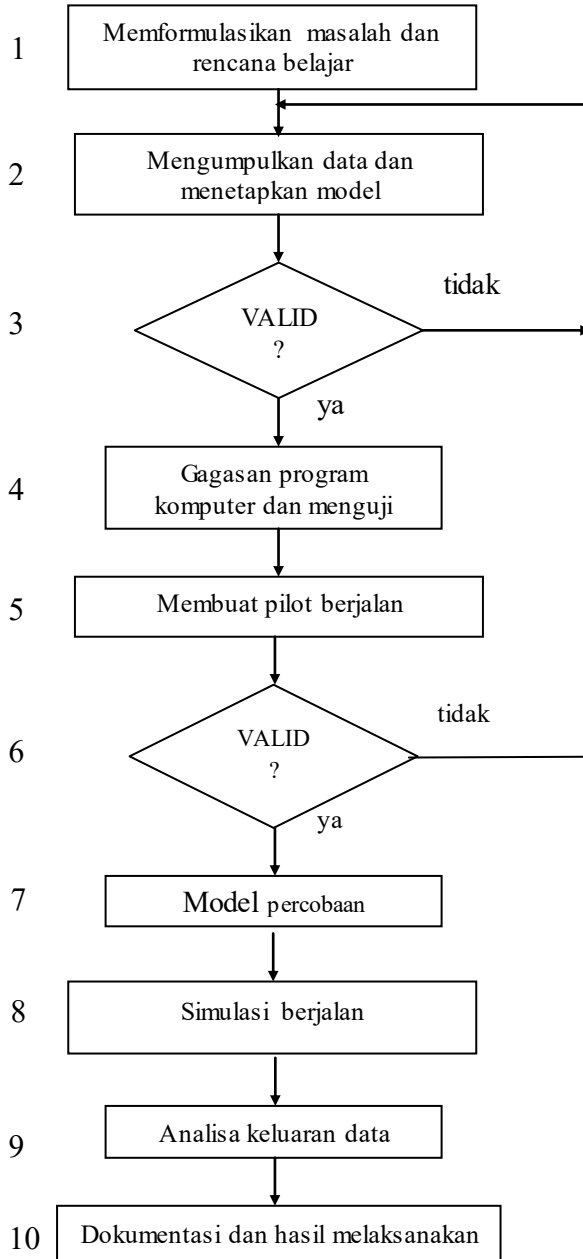 1
Memformulasikan masalah dan
rencana belajar
2
Mengumpulkan data dan
menetapkan model
3
VALID
?
tidak
ya
4
Gagasan program
komputer dan menguji
5
Membuat pilot berjalan
6
VALID
?
tidak
ya
7
Model percobaan
8
Simulasi berjalan
9
Analisa keluaran data
10
Dokumentasi dan hasil melaksanakan